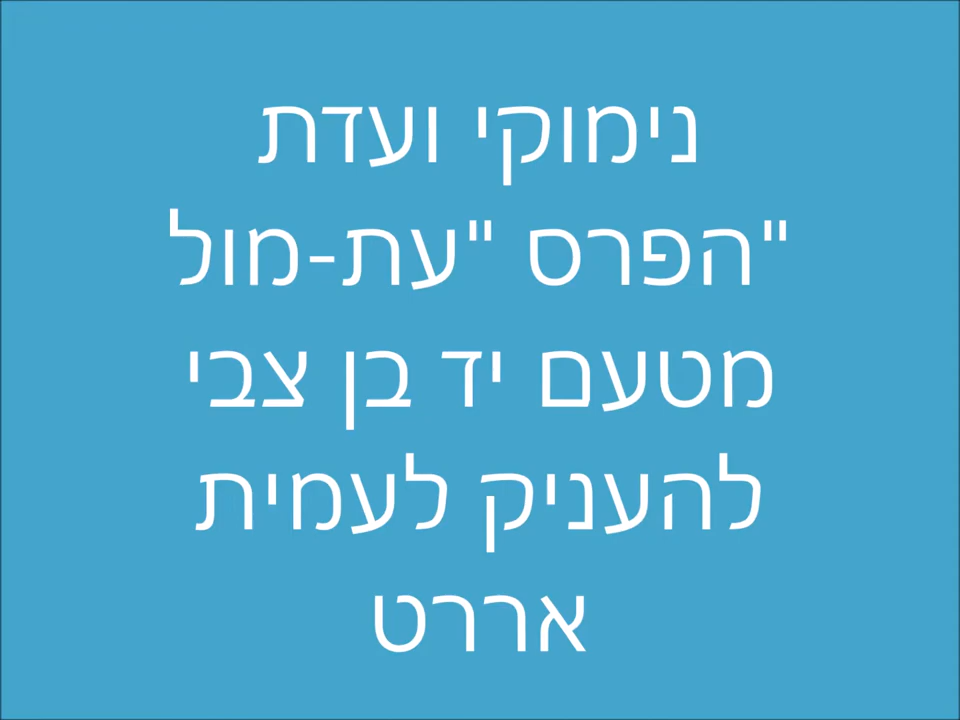 נימוקי ועדת
"הפרס "עת-מול
מטעם יד בן צבי
להעניק לעמית
אררט